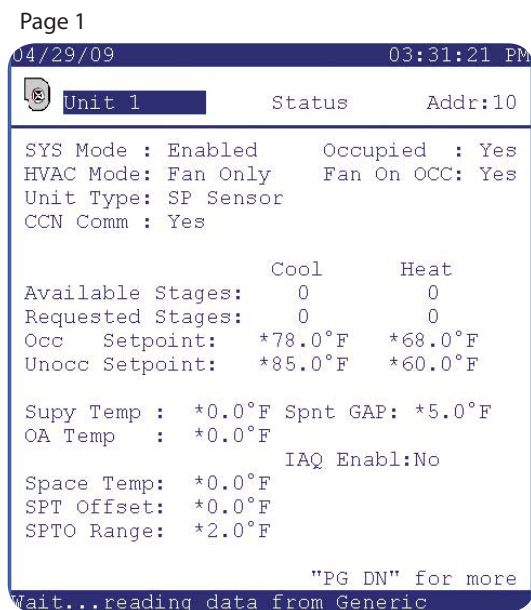 Page 1
04/29/09 03:31:21 PM
Unit 1 Status Addr:10
SYS Mode : Enabled Occupied : Yes
HVAC Mode: Fan Only Fan On OCC: Yes
Unit Type: SP Sensor
CCN Comm : Yes
Cool Heat
Available Stages: 0 0
Requested Stages: 0 0
Occ Setpoint: *78.0°F *68.0°F
Unocc Setpoint: *85.0°F *60.0°F
Supy Temp : *0.0°F Spnt GAP: *5.0°F
OA Temp : *0.0°F
IAQ Enabl:No
Space Temp: *0.0°F
SPT Offset: *0.0°F
SPTO Range: *2.0°F
"PG DN" for more
Wait...reading data from Generic